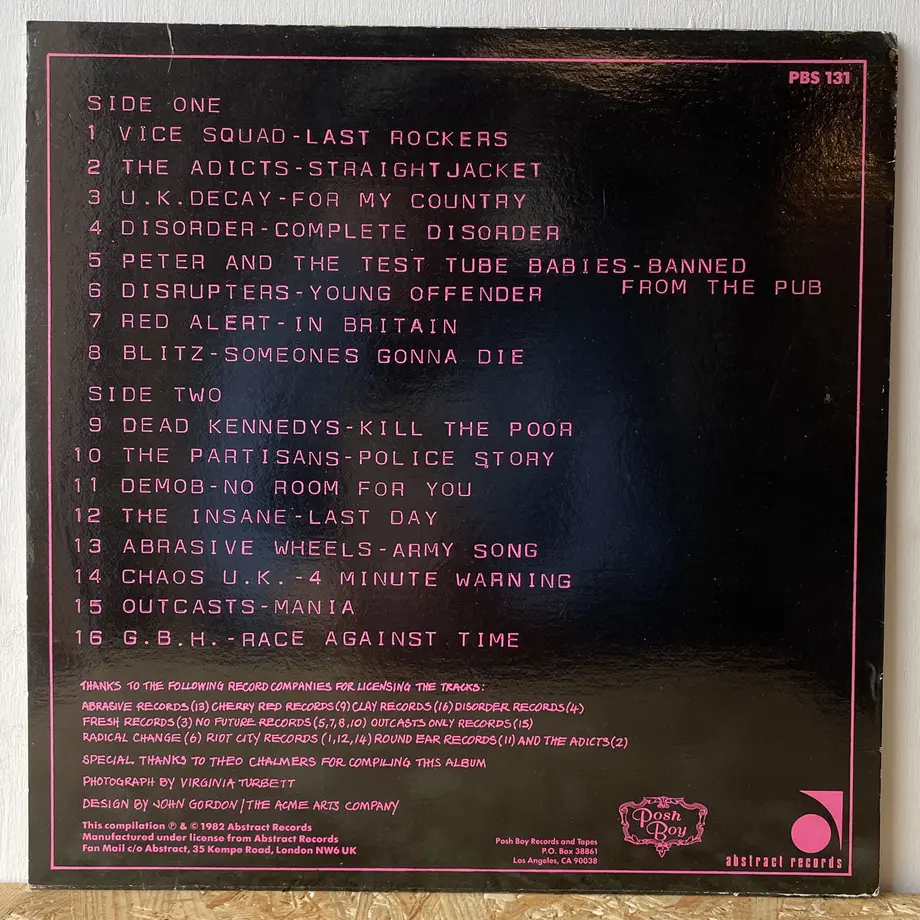 PBS 131
SIDE ONE
1 VICE SQUAD-LAST ROCKERS
2 THE ADICTS-STRAIGHTJACKET
3 U.K.DECAY-FOR MY COUNTRY
4 DISORDER-COMPLETE DISORDER
5 PETER AND THE TEST TUBE BABIES-BANNED
FROM THE PUB
6 DISRUPTERS-YOUNG OFFENDER
7 RED ALERT-IN BRITAIN
8 BLITZ-SOMEONES GONNA DIE
SIDE TWO
9 DEAD KENNEDYS-KILL THE POOR
10 THE PARTISANS-POLICE STORY
11 DEMOB-NO ROOM FOR YOU
12 THE INSANE-LAST DAY
13 ABRASIVE WHEELS-ARMY SONG
14 CHAOS U.K.-4 MINUTE WARNING
15 OUTCASTS-MANIA
16 G.B.H.-RACE AGAINST TIME
THANKS TO THE FOLLOWING RECORD COMPANIES FOR LICENSING THE TRACKS:
ABRASIVE RECORDS(13) CHERRY RED RECORDS(9) CLAY RECORDS(16) DISORDER RECORDS(4)
FRESH RECORDS(3) NO FUTURE RECORDS(5,7,8,10) OUTCASTS ONLY RECORDS(15)
RADICAL CHANGE(6) RIOT CITY RECORDS (1,12,14) ROUND EAR RECORDS(11) AND THE ADICTS(2)
SPECIAL THANKS TO THEO CHALMERS FOR COMPILING THIS ALBUM
PHOTOGRAPH BY VIRGINIA TURBETT
DESIGN BY JOHN GORDON/THE ACME ARTS COMPANY
This compilation ℗ & © 1982 Abstract Records
Manufactured under license from Abstract Records
Fan Mail c/o Abstract, 35 Kempe Road, London NW6 UK
Posh Boy Records and Tapes
P.O. Box 38861
Los Angeles, CA 90038
Posh
Boy
abstract records